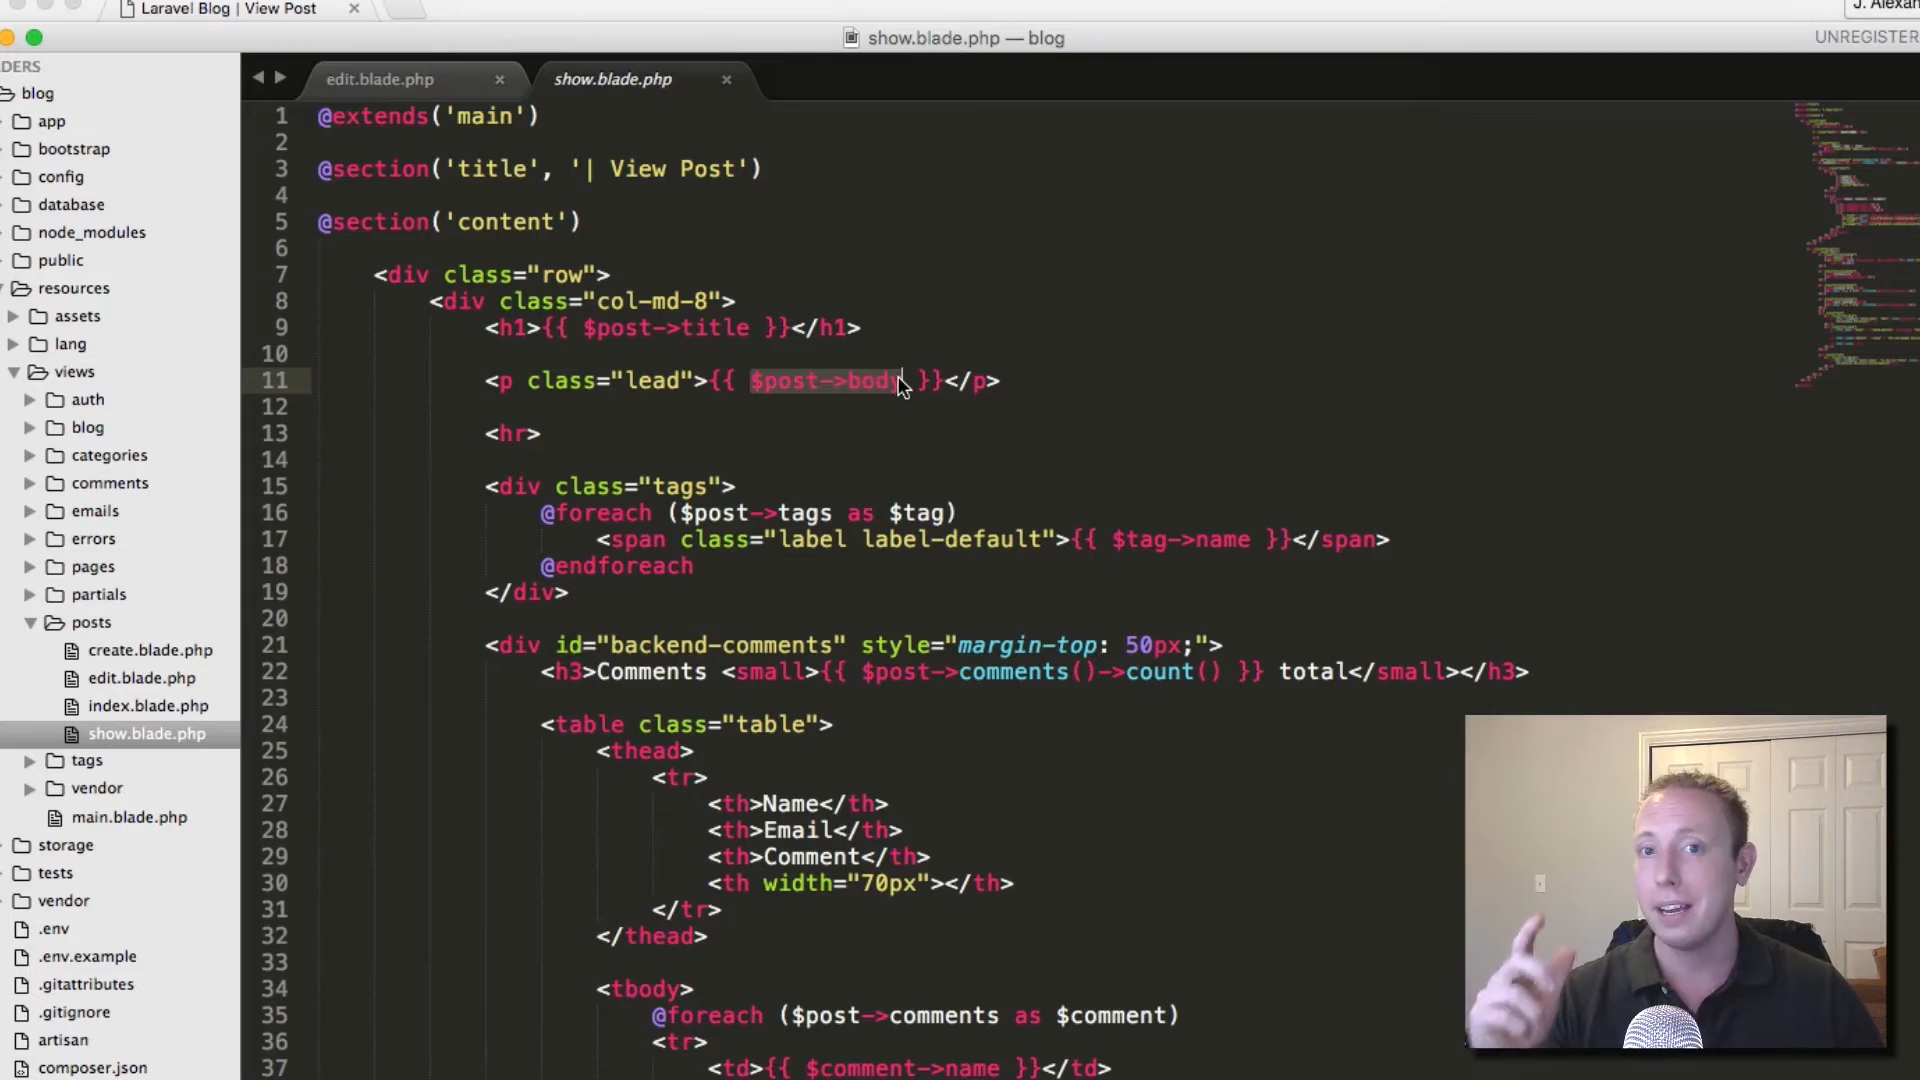 Laravel Blog | View Post
J. Alexan
show.blade.php — blog
UNREGISTER
DERS
blog
app
bootstrap
config
database
node_modules
public
resources
assets
lang
views
auth
blog
categories
comments
emails
errors
pages
partials
posts
create.blade.php
edit.blade.php
index.blade.php
show.blade.php
tags
vendor
main.blade.php
storage
tests
vendor
.env
.env.example
.gitattributes
.gitignore
artisan
composer.json
edit.blade.php
show.blade.php
1 @extends('main')
2
3 @section('title', '| View Post')
4
5 @section('content')
6
7 <div class="row">
8 <div class="col-md-8">
9 <h1>{{ $post->title }}</h1>
10
11 <p class="lead">{{ $post->body }}</p>
12
13 <hr>
14
15 <div class="tags">
16 @foreach ($post->tags as $tag)
17 <span class="label label-default">{{ $tag->name }}</span>
18 @endforeach
19 </div>
20
21 <div id="backend-comments" style="margin-top: 50px;">
22 <h3>Comments <small>{{ $post->comments()->count() }} total</small></h3>
23
24 <table class="table">
25 <thead>
26 <tr>
27 <th>Name</th>
28 <th>Email</th>
29 <th>Comment</th>
30 <th width="70px"></th>
31 </tr>
32 </thead>
33
34 <tbody>
35 @foreach ($post->comments as $comment)
36 <tr>
37 <td>{{ $comment->name }}</td>